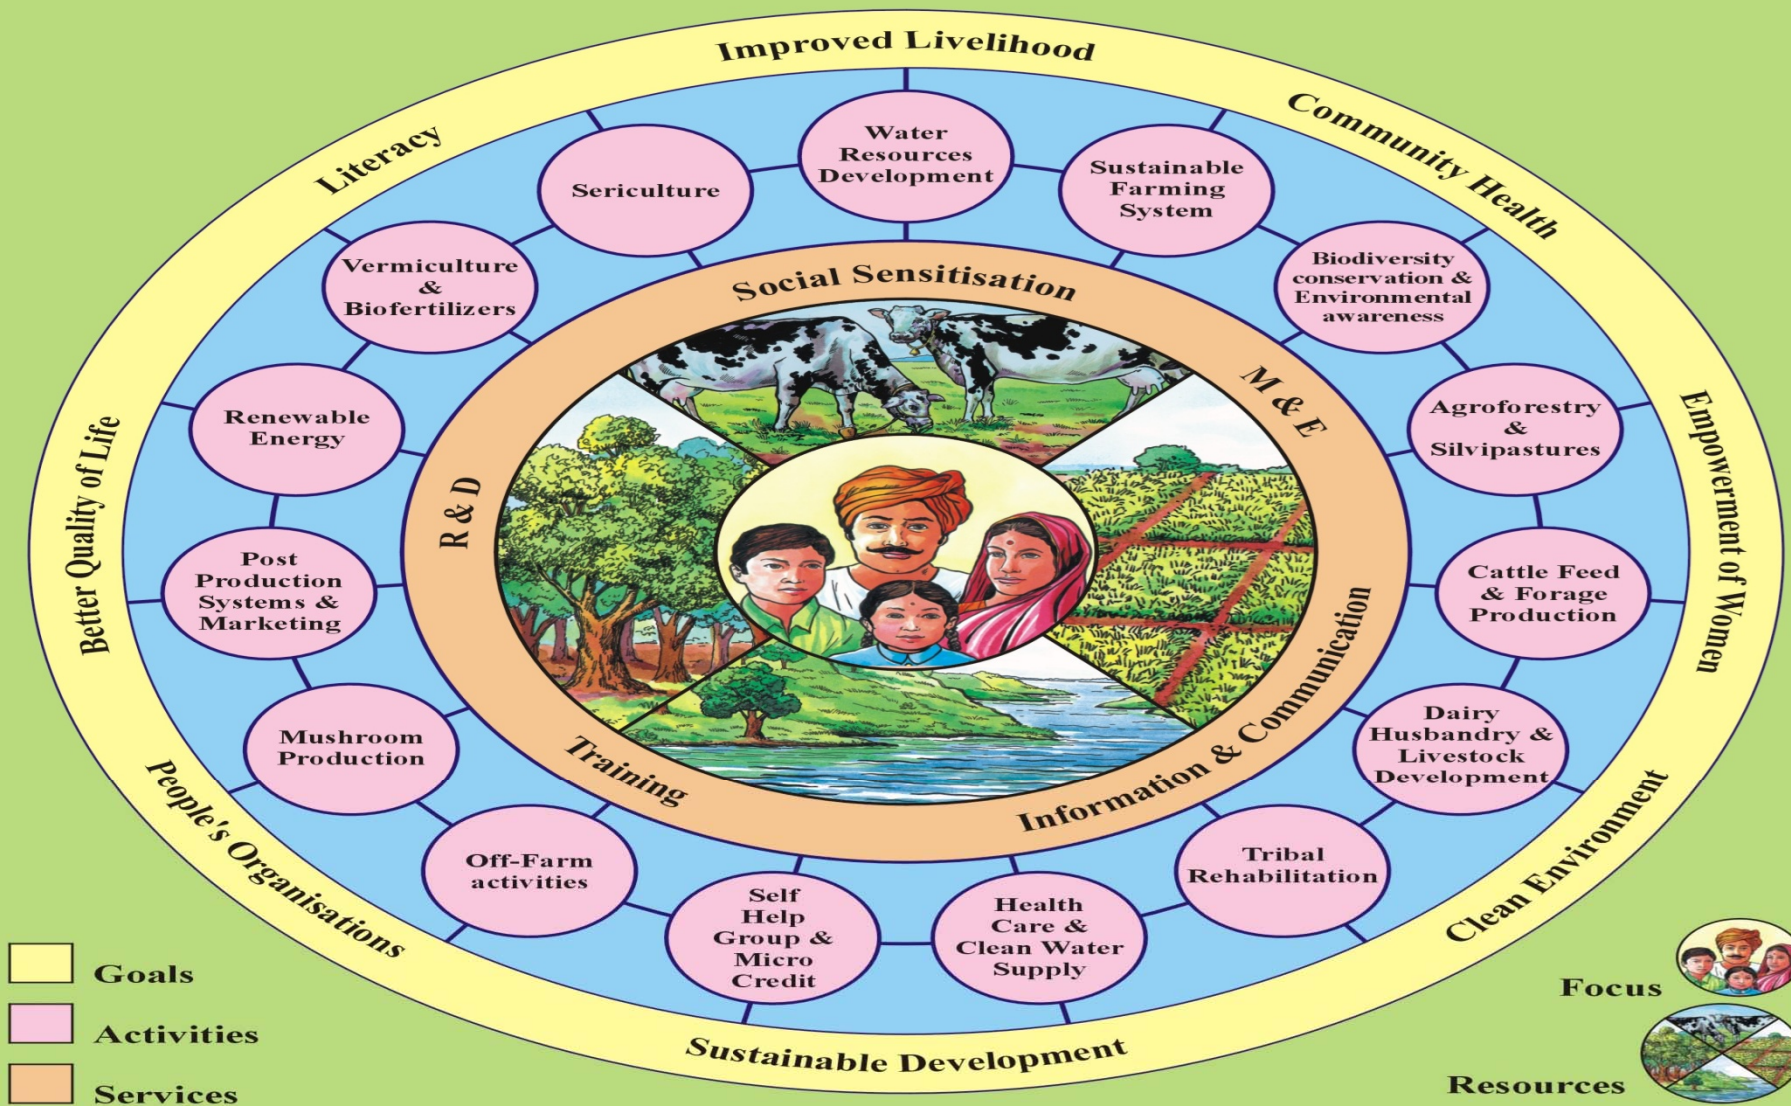 Improved Livelihood
Community Health
Empowerment of Women
Clean Environment
Sustainable Development
People's Organisations
Better Quality of Life
Literacy
Water
Resources
Development
Sustainable
Farming
System
Biodiversity
conservation &
Environmental
awareness
Agroforestry
&
Silvipastures
Cattle Feed
& Forage
Production
Dairy
Husbandry &
Livestock
Development
Tribal
Rehabilitation
Health
Care &
Clean Water
Supply
Self
Help
Group &
Micro
Credit
Off-Farm
activities
Mushroom
Production
Post
Production
Systems &
Marketing
Renewable
Energy
Vermiculture
&
Biofertilizers
Sericulture
Social Sensitisation
M & E
Information & Communication
Training
R & D
Goals
Activities
Services
Focus
Resources